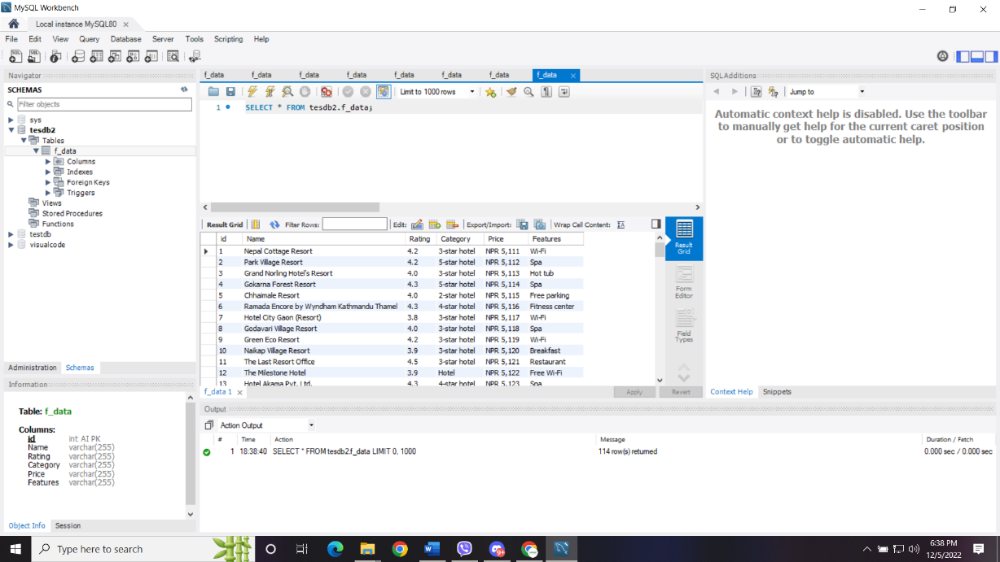 MySQL Workbench
Local instance MySQL80
File Edit View Query Database Server Tools Scripting Help
Navigator
SCHEMAS
Filter objects
sys
tesdb2
Tables
f_data
Columns
Indexes
Foreign Keys
Triggers
Views
Stored Procedures
Functions
testdb
visualcode
Administration Schemas
Information
Table: f_data
Columns:
id int AI PK
Name varchar(255)
Rating varchar(255)
Category varchar(255)
Price varchar(255)
Features varchar(255)
Object Info Session
f_data f_data f_data f_data f_data f_data f_data f_data
Limit to 1000 rows
1 SELECT * FROM tesdb2.f_data;
Result Grid Filter Rows: Edit: Export/Import: Wrap Cell Content:
id Name Rating Category Price Features
1 Nepal Cottage Resort 4.2 3-star hotel NPR 5,111 Wi-Fi
2 Park Village Resort 4.2 5-star hotel NPR 5,112 Spa
3 Grand Norling Hotel's Resort 4.0 3-star hotel NPR 5,113 Hot tub
4 Gokarna Forest Resort 4.3 5-star hotel NPR 5,114 Spa
5 Chhaimale Resort 4.0 2-star hotel NPR 5,115 Free parking
6 Ramada Encore by Wyndham Kathmandu Thamel 4.3 4-star hotel NPR 5,116 Fitness center
7 Hotel City Gaon (Resort) 3.8 3-star hotel NPR 5,117 Wi-Fi
8 Godavari Village Resort 4.0 3-star hotel NPR 5,118 Spa
9 Green Eco Resort 4.2 3-star hotel NPR 5,119 Wi-Fi
10 Naikap Village Resort 3.9 3-star hotel NPR 5,120 Breakfast
11 The Last Resort Office 4.5 3-star hotel NPR 5,121 Restaurant
12 The Milestone Hotel 3.9 Hotel NPR 5,122 Free Wi-Fi
13 Hotel Akama Pvt. Ltd. 4.3 4-star hotel NPR 5,123 Spa
Result
Grid
Form
Editor
Field
Types
f_data 1
Apply Revert
SQLAdditions
Jump to
Automatic context help is disabled. Use the toolbar
to manually get help for the current caret position
or to toggle automatic help.
Context Help Snippets
Output
Action Output
# Time Action Message Duration / Fetch
1 18:38:40 SELECT * FROM tesdb2.f_data LIMIT 0, 1000 114 row(s) returned 0.000 sec / 0.000 sec
Type here to search
6:38 PM
12/5/2022